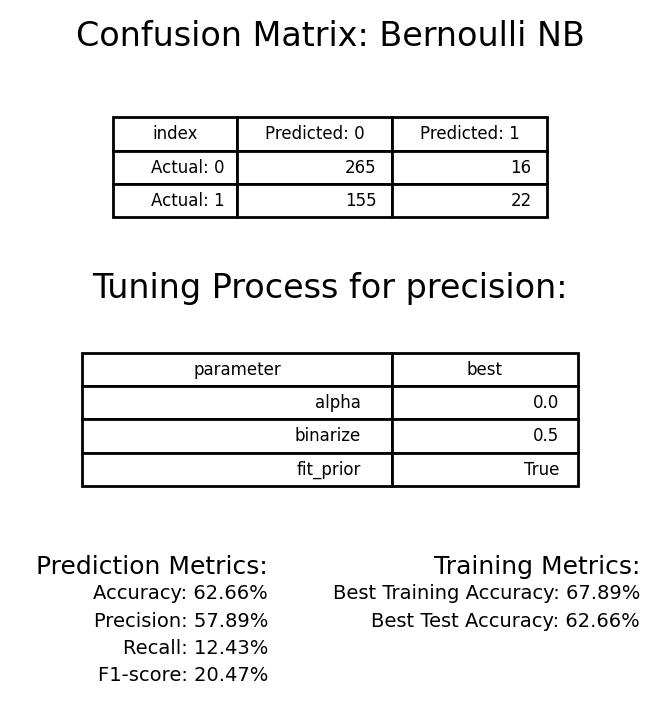 Confusion Matrix: Bernoulli NB
index Predicted: 0 Predicted: 1
Actual: 0 265 16
Actual: 1 155 22
Tuning Process for precision:
parameter best
alpha 0.0
binarize 0.5
fit_prior True
Prediction Metrics:
Accuracy: 62.66%
Precision: 57.89%
Recall: 12.43%
F1-score: 20.47%
Training Metrics:
Best Training Accuracy: 67.89%
Best Test Accuracy: 62.66%